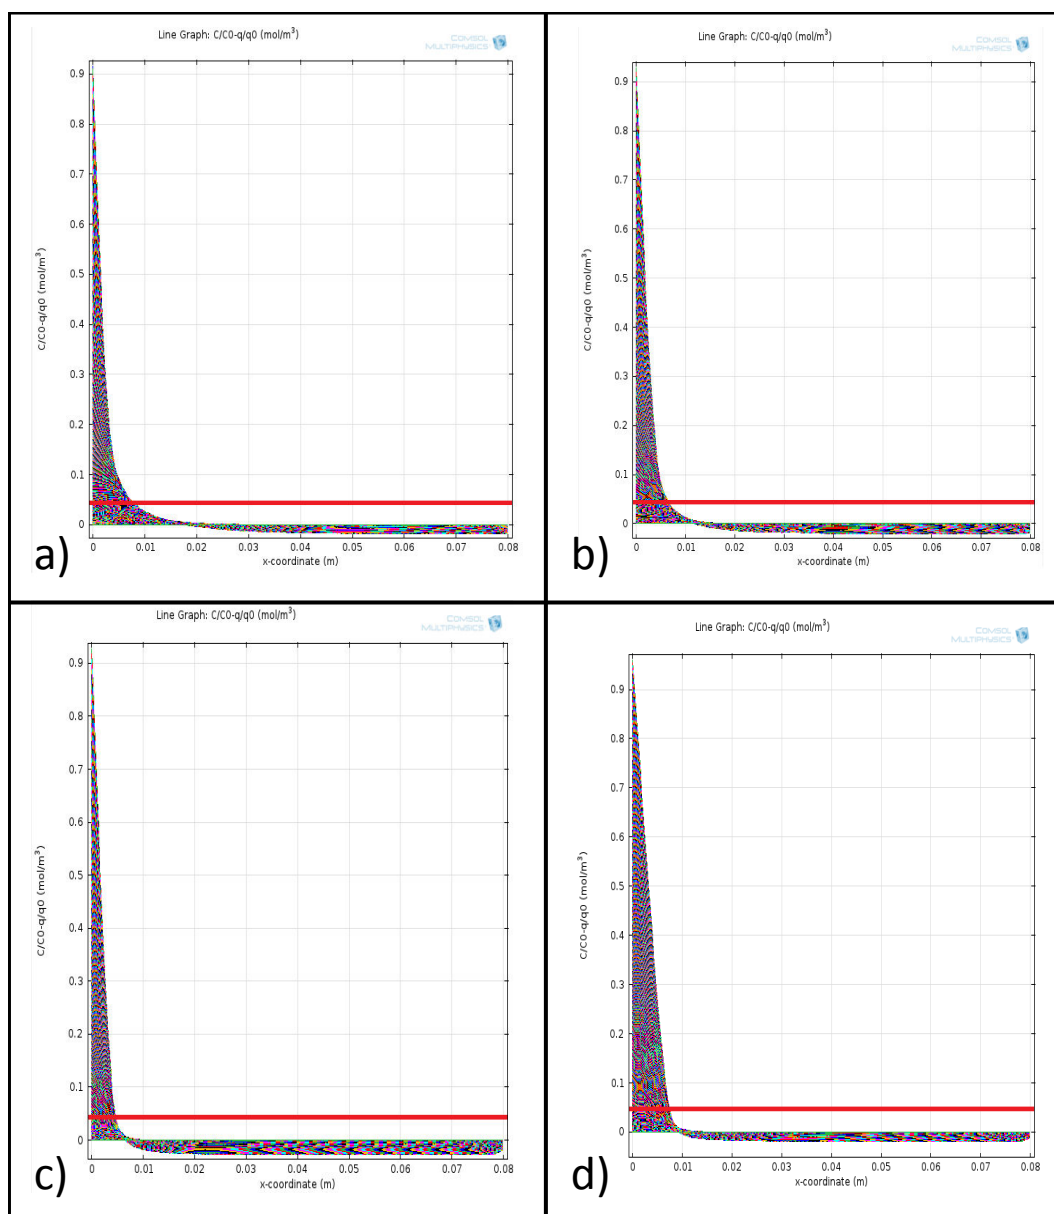 Line Graph: C/C0-q/q0 (mol/m³)
COMSOL
MULTIPHYSICS
C/C0-q/q0 (mol/m³)
0.9
0.8
0.7
0.6
0.5
0.4
0.3
0.2
0.1
0
0 0.01 0.02 0.03 0.04 0.05 0.06 0.07 0.08
x-coordinate (m)
a)
Line Graph: C/C0-q/q0 (mol/m³)
COMSOL
MULTIPHYSICS
C/C0-q/q0 (mol/m³)
0.9
0.8
0.7
0.6
0.5
0.4
0.3
0.2
0.1
0
0 0.01 0.02 0.03 0.04 0.05 0.06 0.07 0.08
x-coordinate (m)
b)
Line Graph: C/C0-q/q0 (mol/m³)
COMSOL
MULTIPHYSICS
C/C0-q/q0 (mol/m³)
0.9
0.8
0.7
0.6
0.5
0.4
0.3
0.2
0.1
0
0 0.01 0.02 0.03 0.04 0.05 0.06 0.07 0.08
x-coordinate (m)
c)
Line Graph: C/C0-q/q0 (mol/m³)
COMSOL
MULTIPHYSICS
C/C0-q/q0 (mol/m³)
0.9
0.8
0.7
0.6
0.5
0.4
0.3
0.2
0.1
0
0 0.01 0.02 0.03 0.04 0.05 0.06 0.07 0.08
x-coordinate (m)
d)